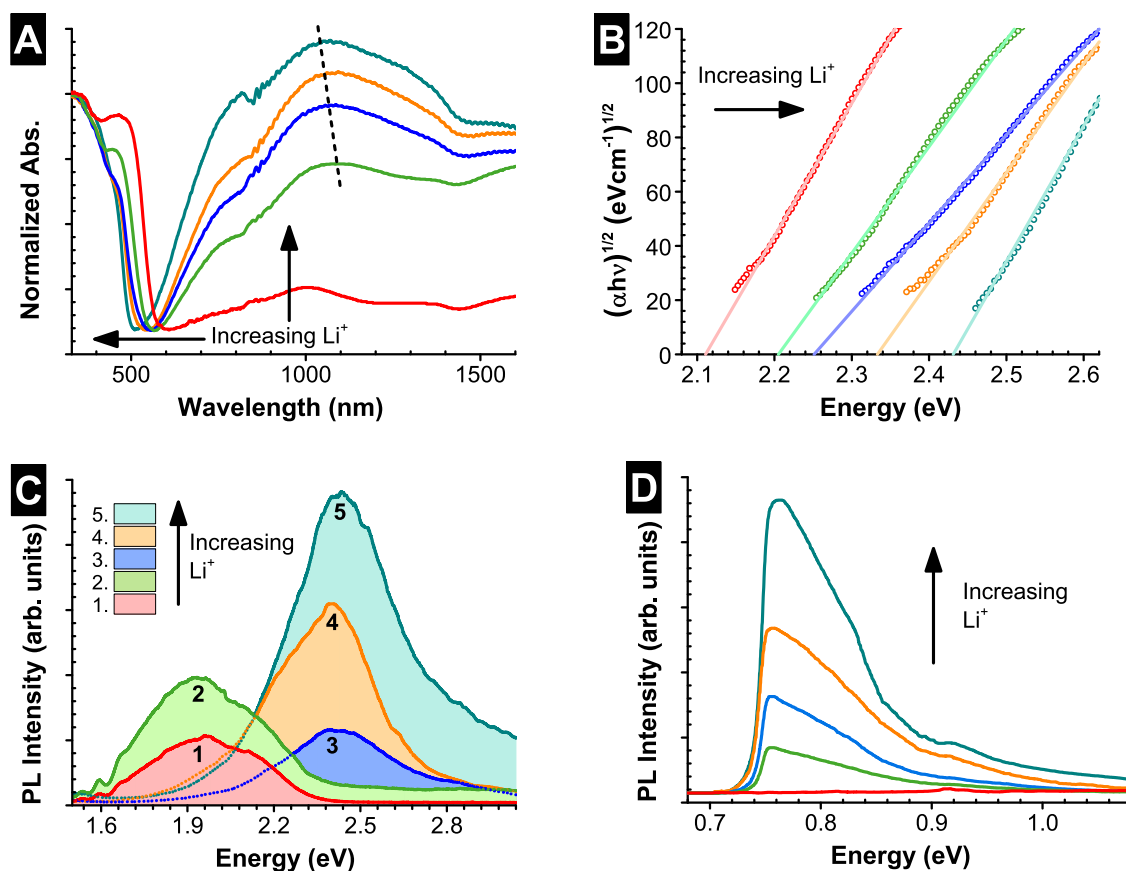 A
Normalized Abs.
Increasing Li⁺
500
1000
1500
Wavelength (nm)
B
(αhν)^1/2 (eVcm⁻¹)^1/2
Increasing Li⁺
120
100
80
60
40
20
0
2.1
2.2
2.3
2.4
2.5
2.6
Energy (eV)
C
PL Intensity (arb. units)
5.
4.
3.
2.
1.
Increasing
Li⁺
5
4
2
3
1
1.6
1.9
2.2
2.5
2.8
Energy (eV)
D
PL Intensity (arb. units)
Increasing
Li⁺
0.7
0.8
0.9
1.0
Energy (eV)